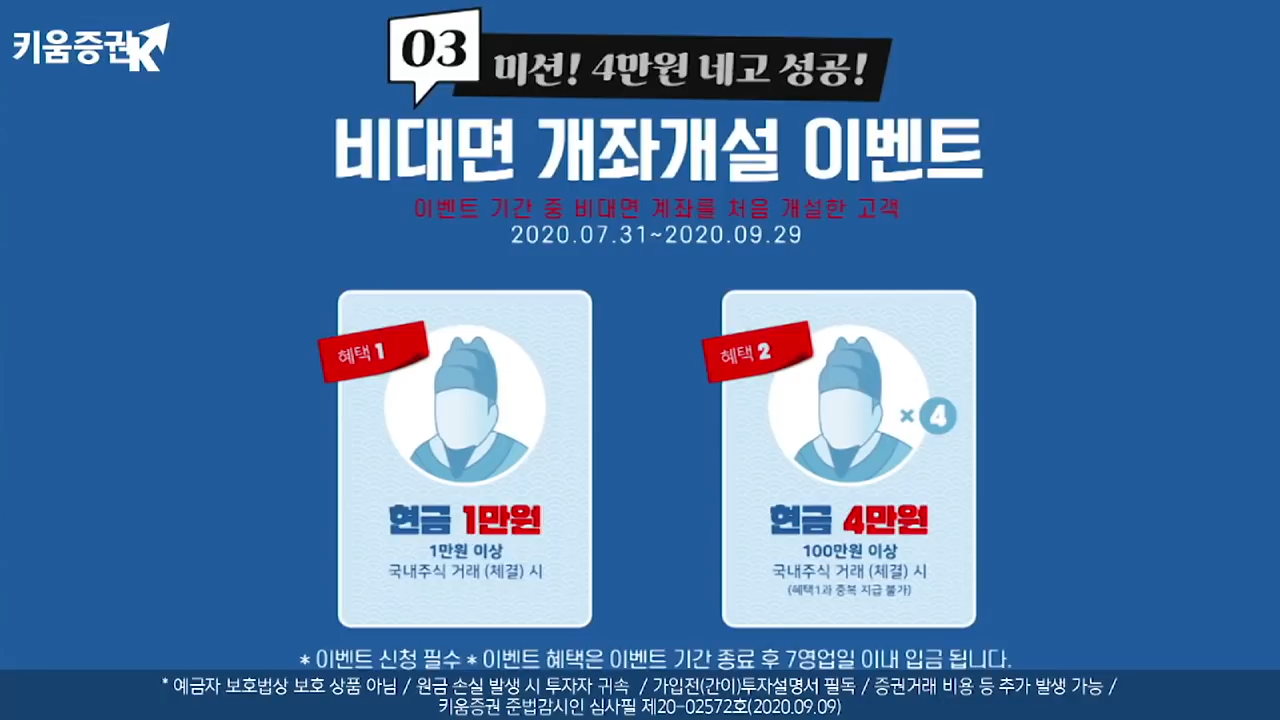 키움증권K
03 미션! 4만원 네고 성공!
비대면 개좌개설 이벤트
이벤트 기간 중 비대면 계좌를 처음 개설한 고객
2020.07.31~2020.09.29
혜택 1
현금 1만원
1만원 이상
국내주식 거래 (체결) 시
혜택 2
× 4
현금 4만원
100만원 이상
국내주식 거래 (체결) 시
(혜택1과 중복 지급 불가)
* 이벤트 신청 필수 * 이벤트 혜택은 이벤트 기간 종료 후 7영업일 이내 입금 됩니다.
* 예금자 보호법상 보호 상품 아님 / 원금 손실 발생 시 투자자 귀속 / 가입전(간이)투자설명서 필독 / 증권거래 비용 등 추가 발생 가능 /
키움증권 준법감시인 심사필 제20-02572호(2020.09.09)